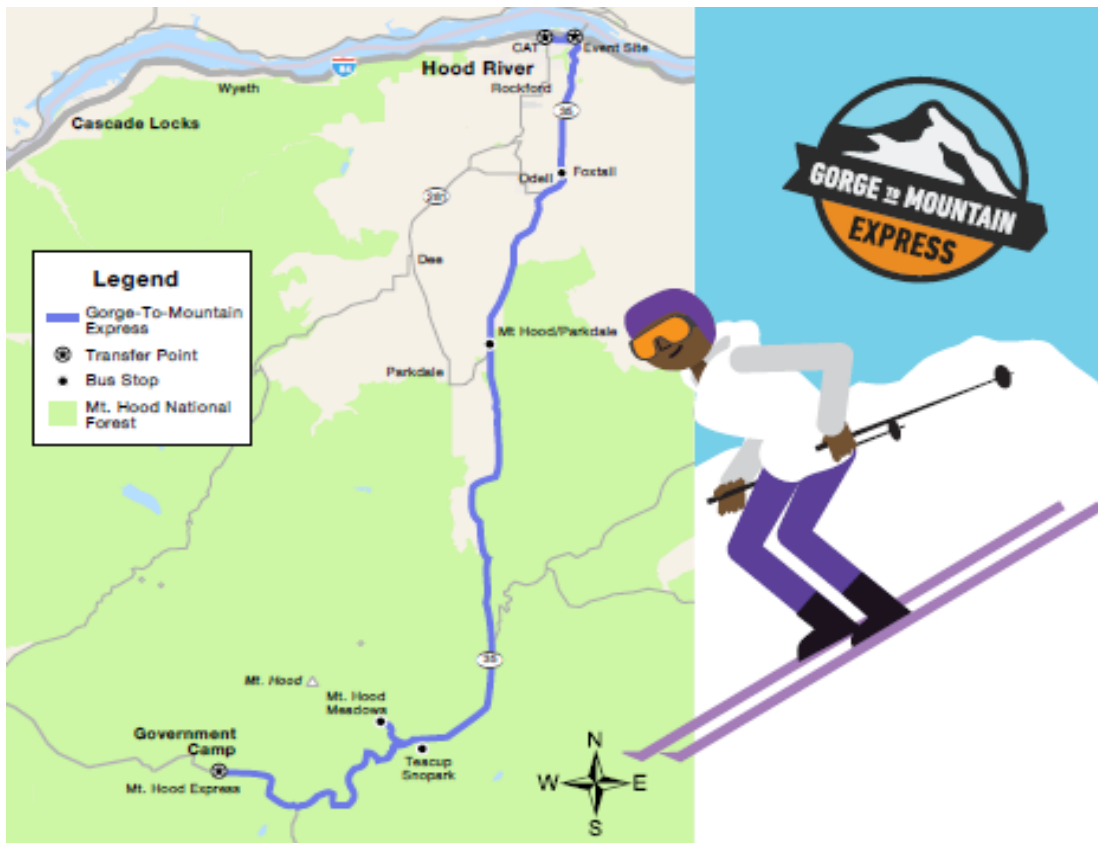 CAT
Event Site
84
Hood River
Rockford
Wyeth
Cascade Locks
35
Odell
Foxtail
281
Dee
Legend
Gorge-To-Mountain
Express
Transfer Point
Bus Stop
Mt. Hood National
Forest
Mt Hood/Parkdale
Parkdale
35
Mt. Hood
Mt. Hood
Meadows
Government
Camp
Mt. Hood Express
Teacup
Snopark
N
W
E
S
GORGE TO MOUNTAIN
EXPRESS